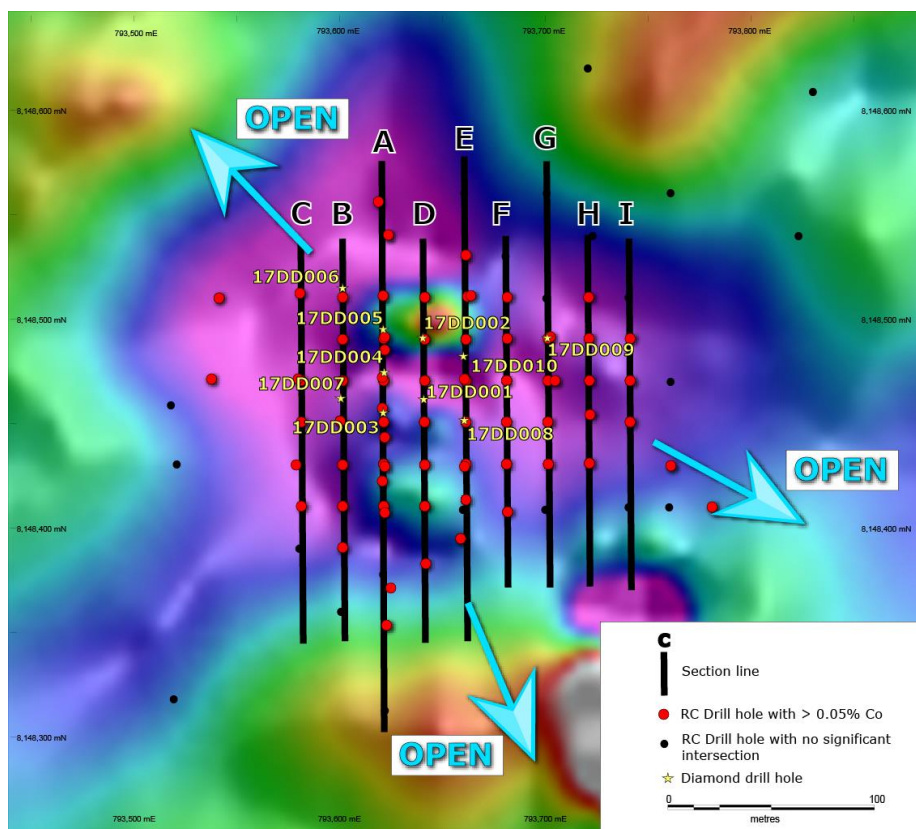 793,500 mE
793,600 mE
793,700 mE
793,800 mE
8,148,600 mN
8,148,600 mN
OPEN
A
E
G
C
B
D
F
H
I
17DD006
17DD005
17DD002
8,148,500 mN
8,148,500 mN
17DD004
17DD009
17DD010
17DD007
17DD001
17DD003
17DD008
OPEN
8,148,400 mN
8,148,400 mN
C
Section line
RC Drill hole with > 0.05% Co
RC Drill hole with no significant
intersection
Diamond drill hole
8,148,300 mN
OPEN
0
100
metres
793,500 mE
793,600 mE
793,700 mE